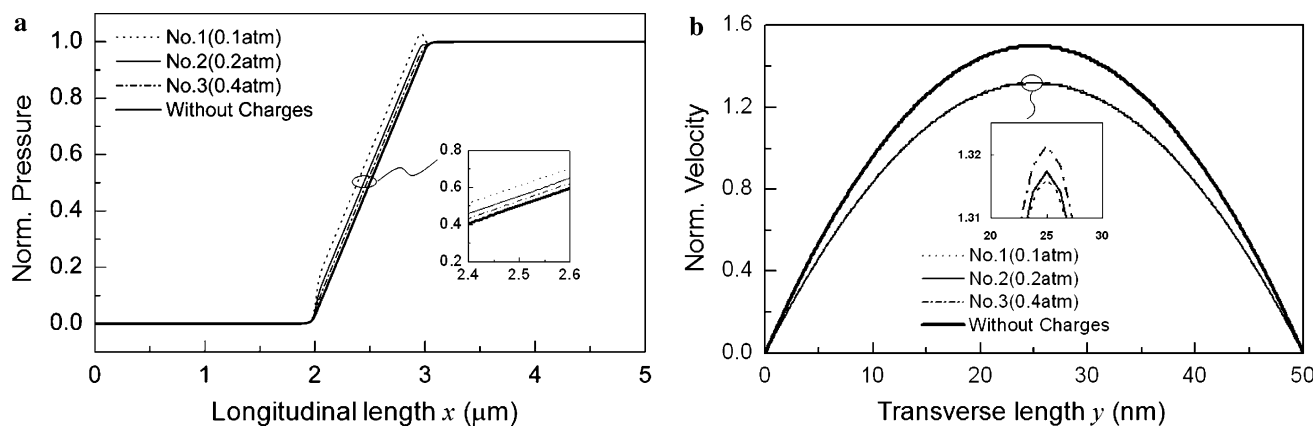 a
No.1(0.1atm)
No.2(0.2atm)
No.3(0.4atm)
Without Charges
Norm. Pressure
1.0
0.8
0.6
0.4
0.2
0.0
0.8
0.6
0.4
0.2
2.4 2.5 2.6
0 1 2 3 4 5
Longitudinal length x (μm)
b
Norm. Velocity
1.6
1.2
0.8
0.4
0.0
1.32
1.31
20 25 30
No.1(0.1atm)
No.2(0.2atm)
No.3(0.4atm)
Without Charges
0 10 20 30 40 50
Transverse length y (nm)